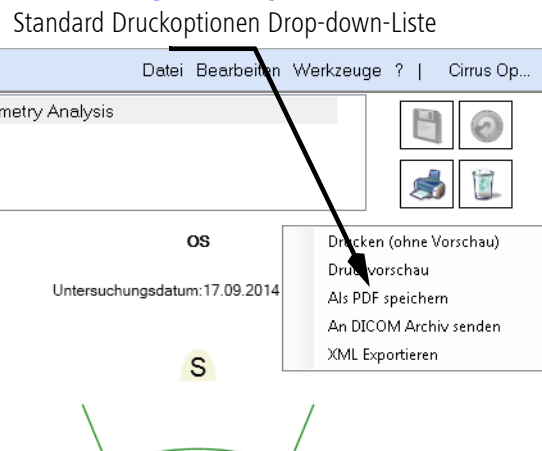 Standard Druckoptionen Drop-down-Liste
Datei Bearbeiten Werkzeuge ? | Cirrus Op...
metry Analysis
OS
Untersuchungsdatum:17.09.2014
Drucken (ohne Vorschau)
Druckvorschau
Als PDF speichern
An DICOM Archiv senden
XML Exportieren
S